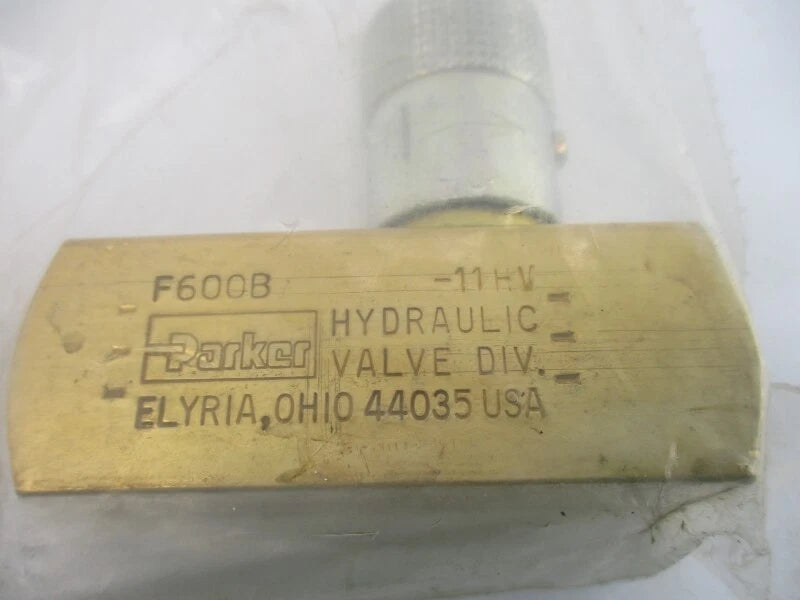 F600B -11HV
Parker HYDRAULIC
VALVE DIV.
ELYRIA, OHIO 44035 USA